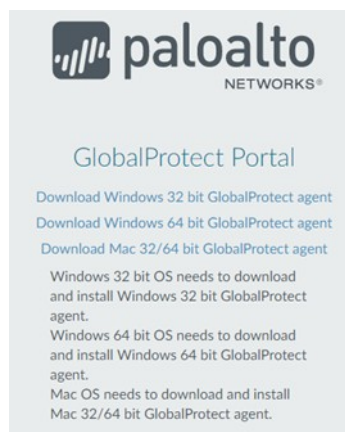 paloalto
NETWORKS®
GlobalProtect Portal
Download Windows 32 bit GlobalProtect agent
Download Windows 64 bit GlobalProtect agent
Download Mac 32/64 bit GlobalProtect agent
Windows 32 bit OS needs to download
and install Windows 32 bit GlobalProtect
agent.
Windows 64 bit OS needs to download
and install Windows 64 bit GlobalProtect
agent.
Mac OS needs to download and install
Mac 32/64 bit GlobalProtect agent.